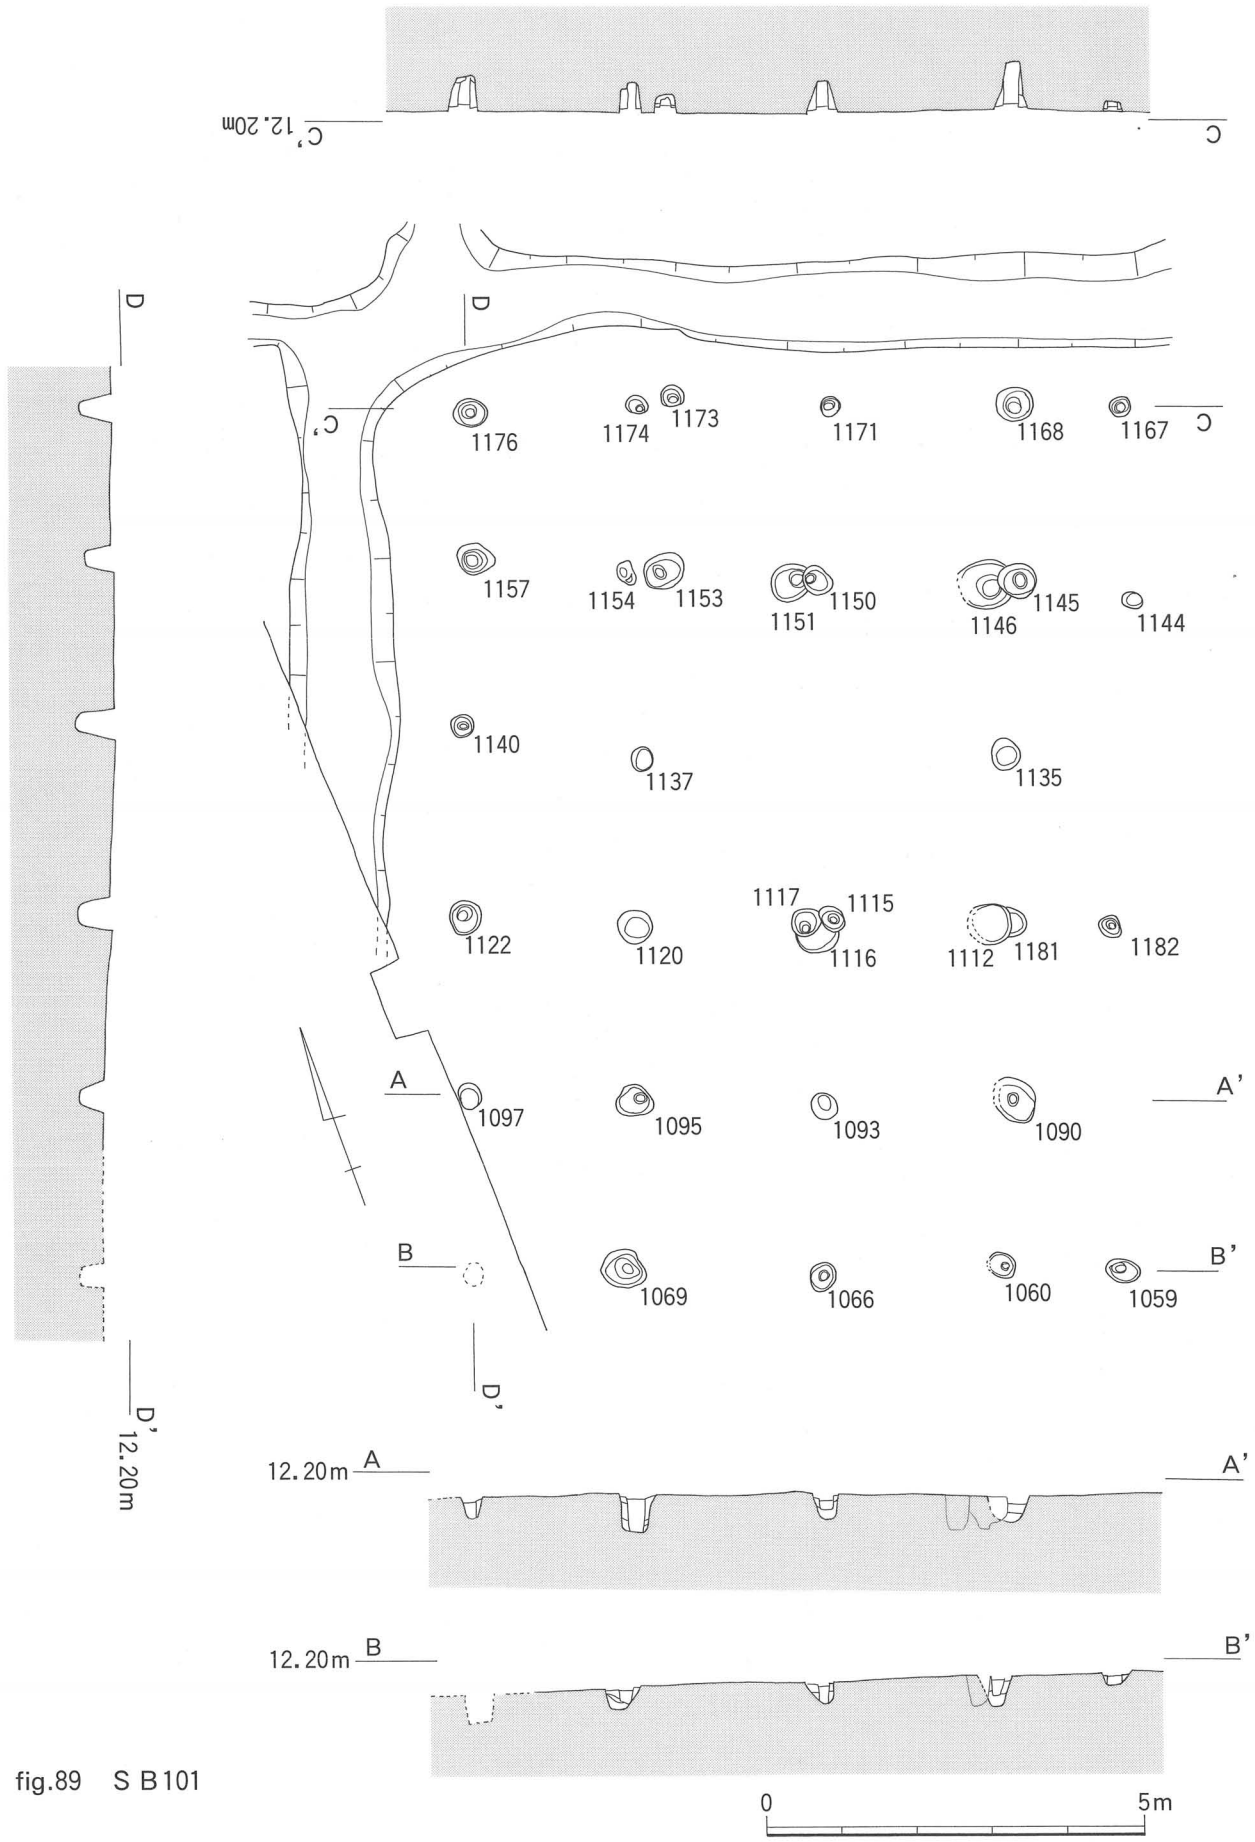 12.20m C' C
D D
C' C
1176 1174 1173 1171 1168 1167
1157 1154 1153 1151 1150 1146 1145 1144
1140 1137 1135
1122 1120 1117 1115 1116 1112 1181 1182
A A'
1097 1095 1093 1090
B B'
1069 1066 1060 1059
D'
D' 12.20m
12.20m A A'
12.20m B B'
fig.89 S B101
0 5m